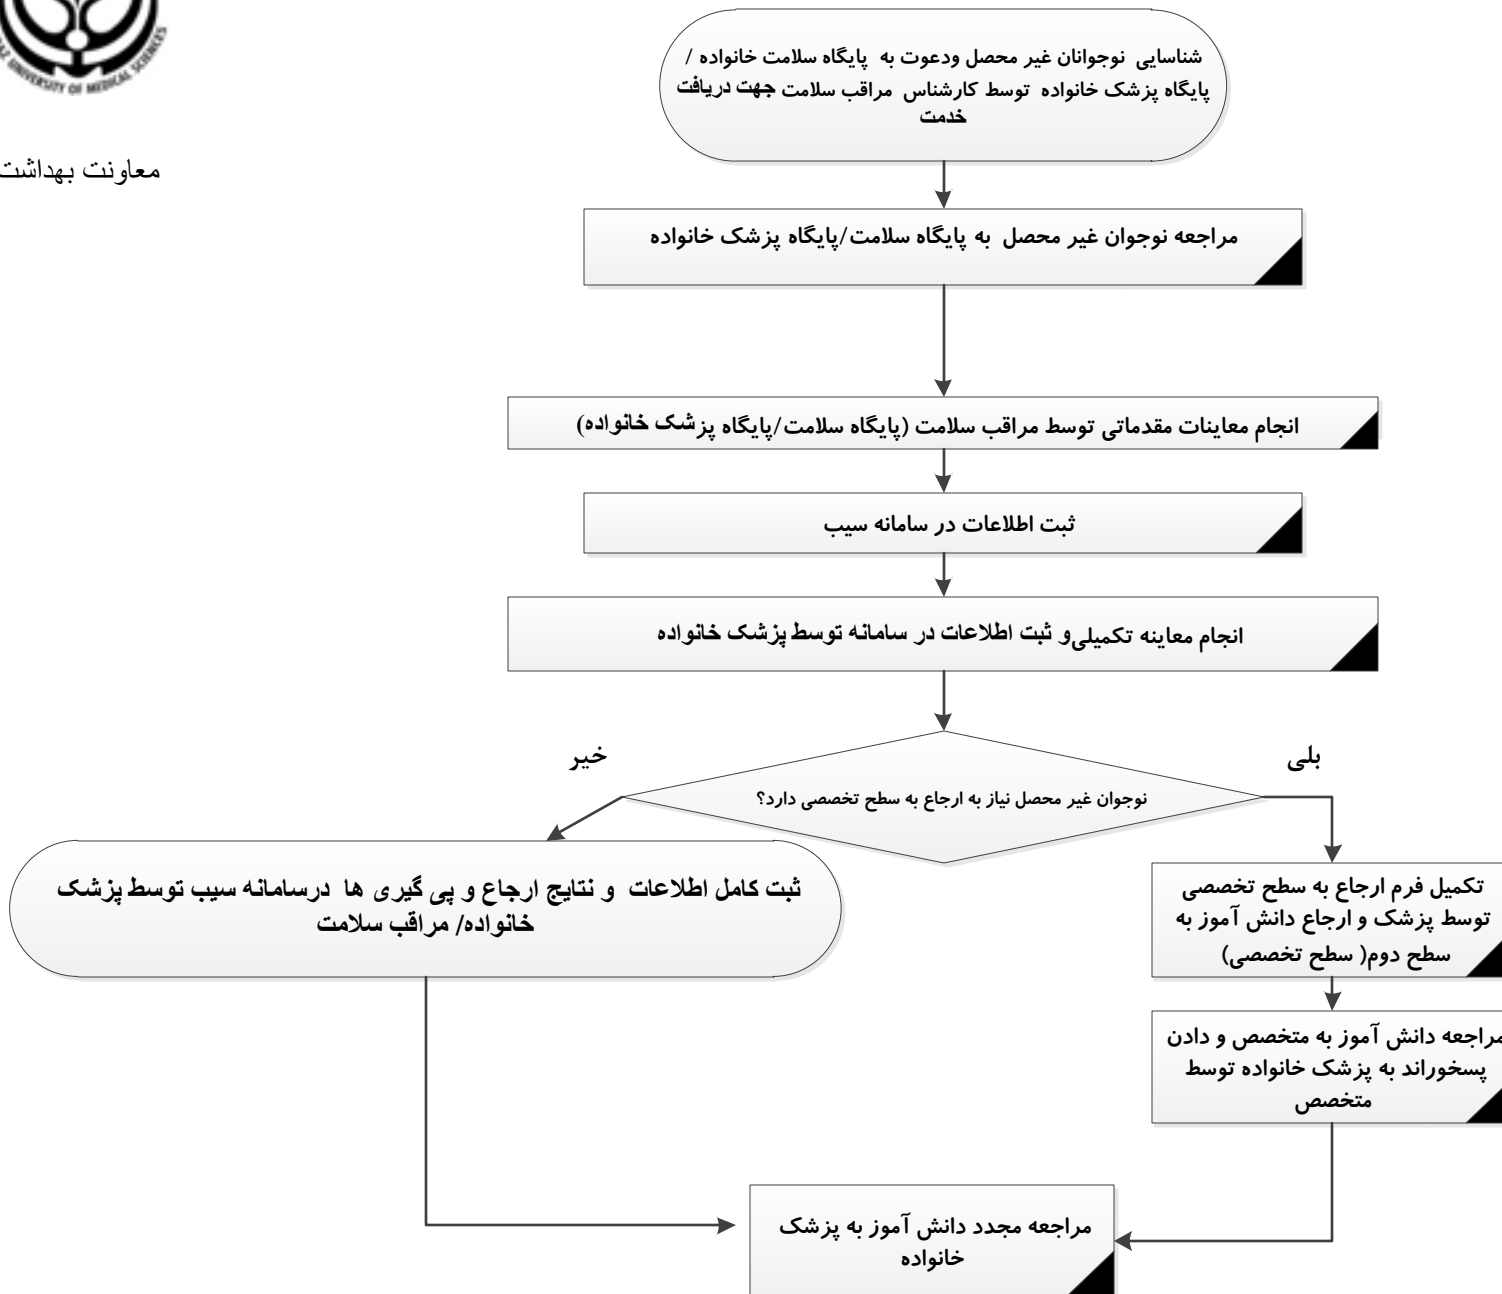 UNIVERSITY OF MEDICAL SCIENCES
معاونت بهداشت
شناسایی نوجوانان غیر محصل ودعوت به پایگاه سلامت خانواده /
پایگاه پزشک خانواده توسط کارشناس مراقب سلامت جهت دریافت
خدمت
مراجعه نوجوان غیر محصل به پایگاه سلامت/پایگاه پزشک خانواده
انجام معاینات مقدماتی توسط مراقب سلامت (پایگاه سلامت/پایگاه پزشک خانواده)
ثبت اطلاعات در سامانه سیب
انجام معاینه تکمیلی و ثبت اطلاعات در سامانه توسط پزشک خانواده
بلی
خیر
نوجوان غیر محصل نیاز به ارجاع به سطح تخصصی دارد؟
تکمیل فرم ارجاع به سطح تخصصی
توسط پزشک و ارجاع دانش آموز به
سطح دوم( سطح تخصصی)
ثبت کامل اطلاعات و نتایج ارجاع و پی گیری ها درسامانه سیب توسط پزشک
خانواده/ مراقب سلامت
مراجعه دانش آموز به متخصص و دادن
پسخوراند به پزشک خانواده توسط
متخصص
مراجعه مجدد دانش آموز به پزشک
خانواده